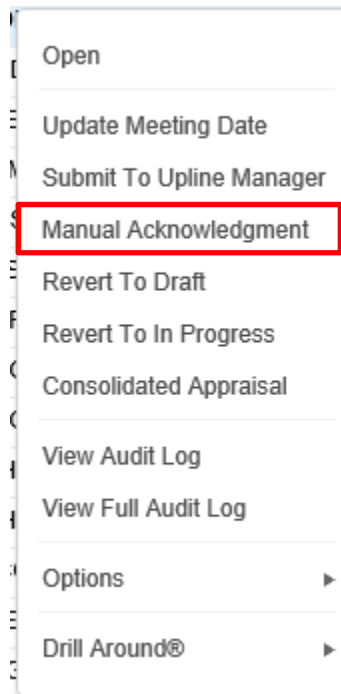 Open
Update Meeting Date
Submit To Upline Manager
Manual Acknowledgment
Revert To Draft
Revert To In Progress
Consolidated Appraisal
View Audit Log
View Full Audit Log
Options
Drill Around®